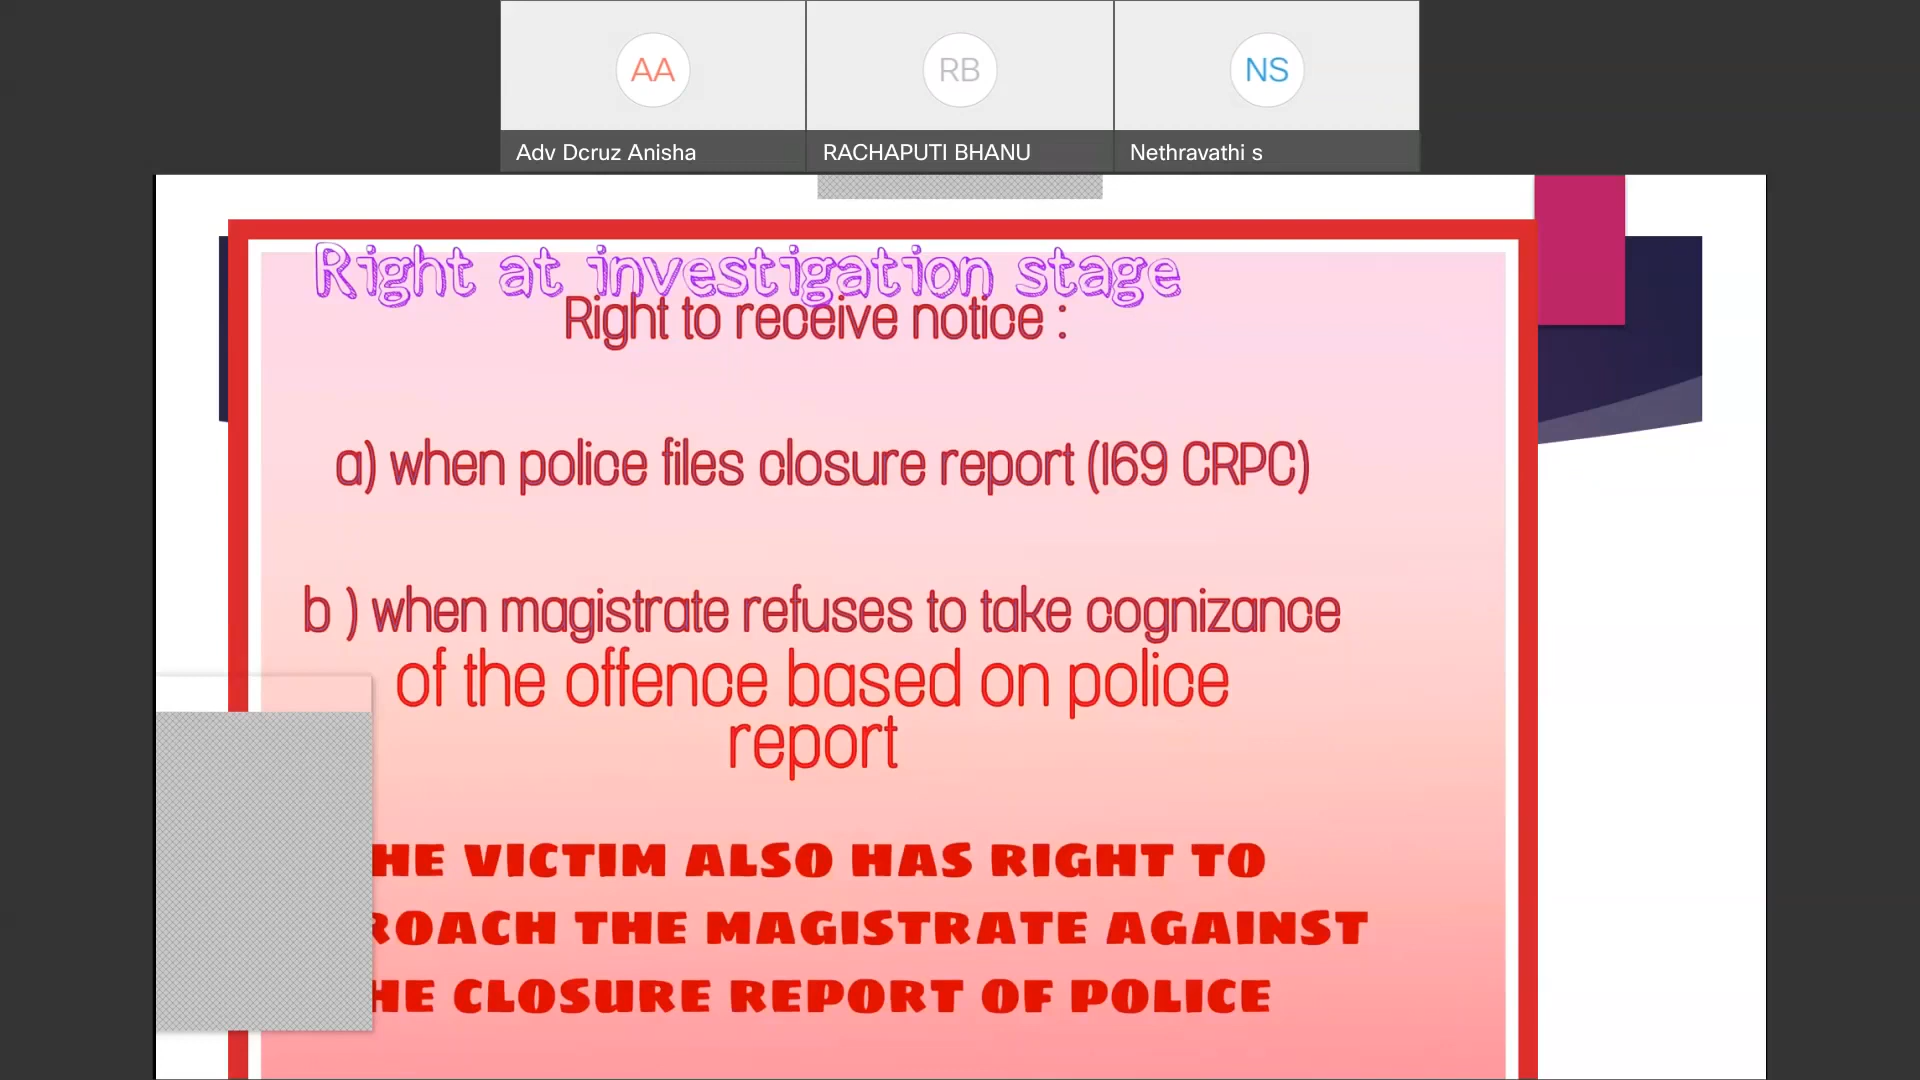 AA
RB
NS
Adv Dcruz Anisha
RACHAPUTI BHANU
Nethravathi s
Right at investigation stage
Right to receive notice :
a) when police files closure report (169 CRPC)
b ) when magistrate refuses to take cognizance
of the offence based on police
report
HE VICTIM ALSO HAS RIGHT TO
ROACH THE MAGISTRATE AGAINST
HE CLOSURE REPORT OF POLICE